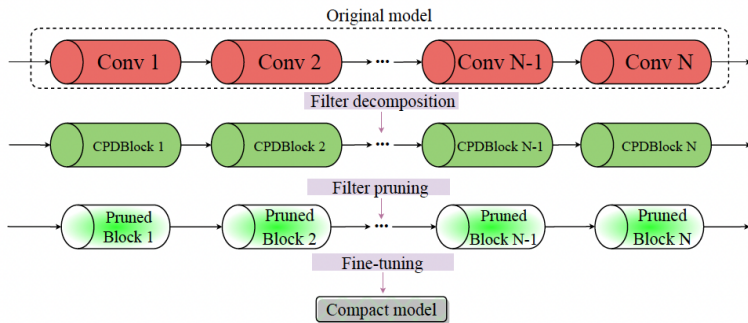 Original model
Conv 1
Conv 2
...
Conv N-1
Conv N
Filter decomposition
CPDBlock 1
CPDBlock 2
...
CPDBlock N-1
CPDBlock N
Filter pruning
Pruned
Block 1
Pruned
Block 2
...
Pruned
Block N-1
Pruned
Block N
Fine-tuning
Compact model